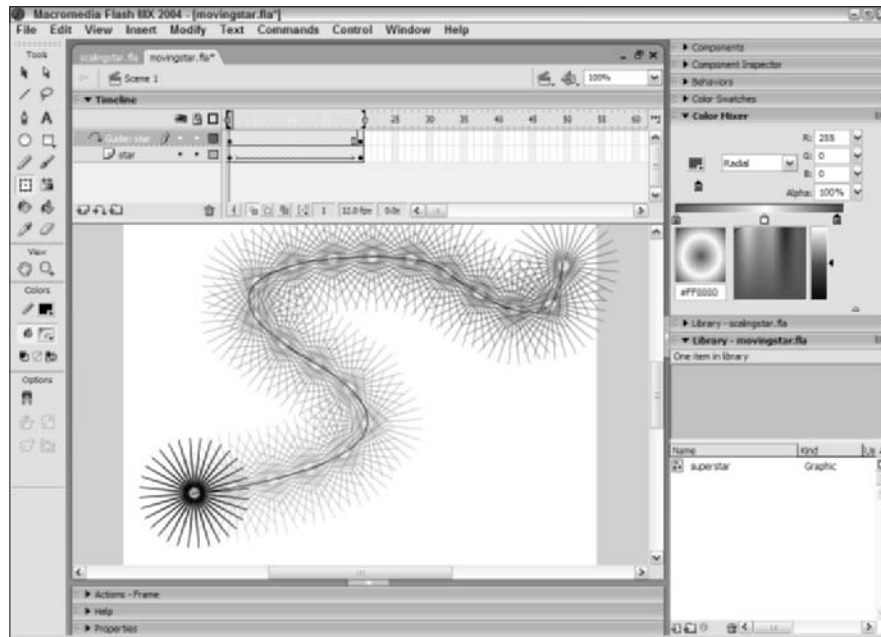 Macromedia Flash MX 2004 - [movingstar.fla*]
File Edit View Insert Modify Text Commands Control Window Help
Tools
View
Colors
Options
scalingstar.fla movingstar.fla*
Scene 1
100%
Timeline
25 30 35 40 45 50 55 60
Guide: star
star
1 12.0 fps 0.0s
Actions - Frame
Help
Properties
Components
Component Inspector
Behaviors
Color Swatches
Color Mixer
Radial
R: 255
G: 0
B: 0
Alpha: 100%
Library - scalingstar.fla
Library - movingstar.fla
One item in library
Name Kind
superstar Graphic